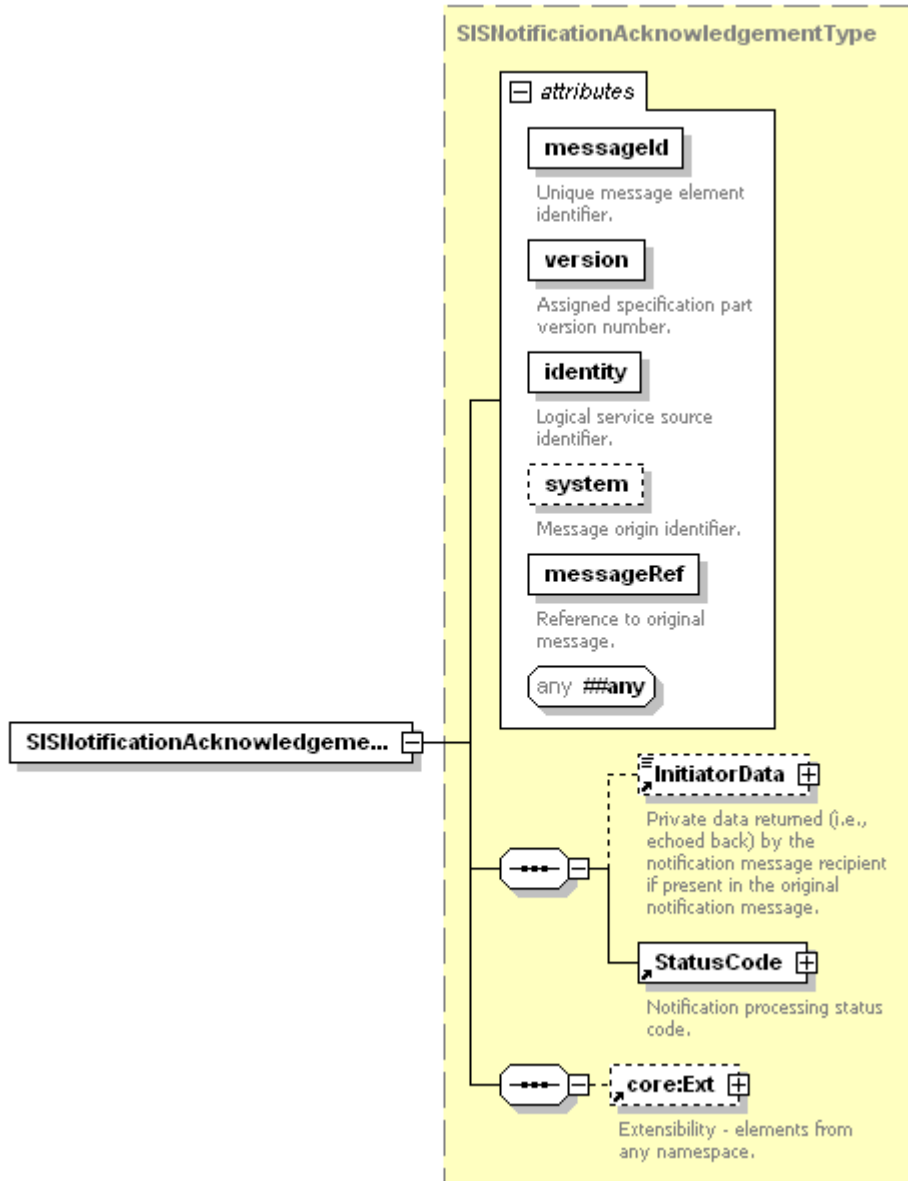 SISNotificationAcknowledgementType
attributes
messageId
Unique message element
identifier.
version
Assigned specification part
version number.
identity
Logical service source
identifier.
system
Message origin identifier.
messageRef
Reference to original
message.
any ##any
SISNotificationAcknowledgeme...
InitiatorData
Private data returned (i.e.,
echoed back) by the
notification message recipient
if present in the original
notification message.
StatusCode
Notification processing status
code.
core:Ext
Extensibility - elements from
any namespace.